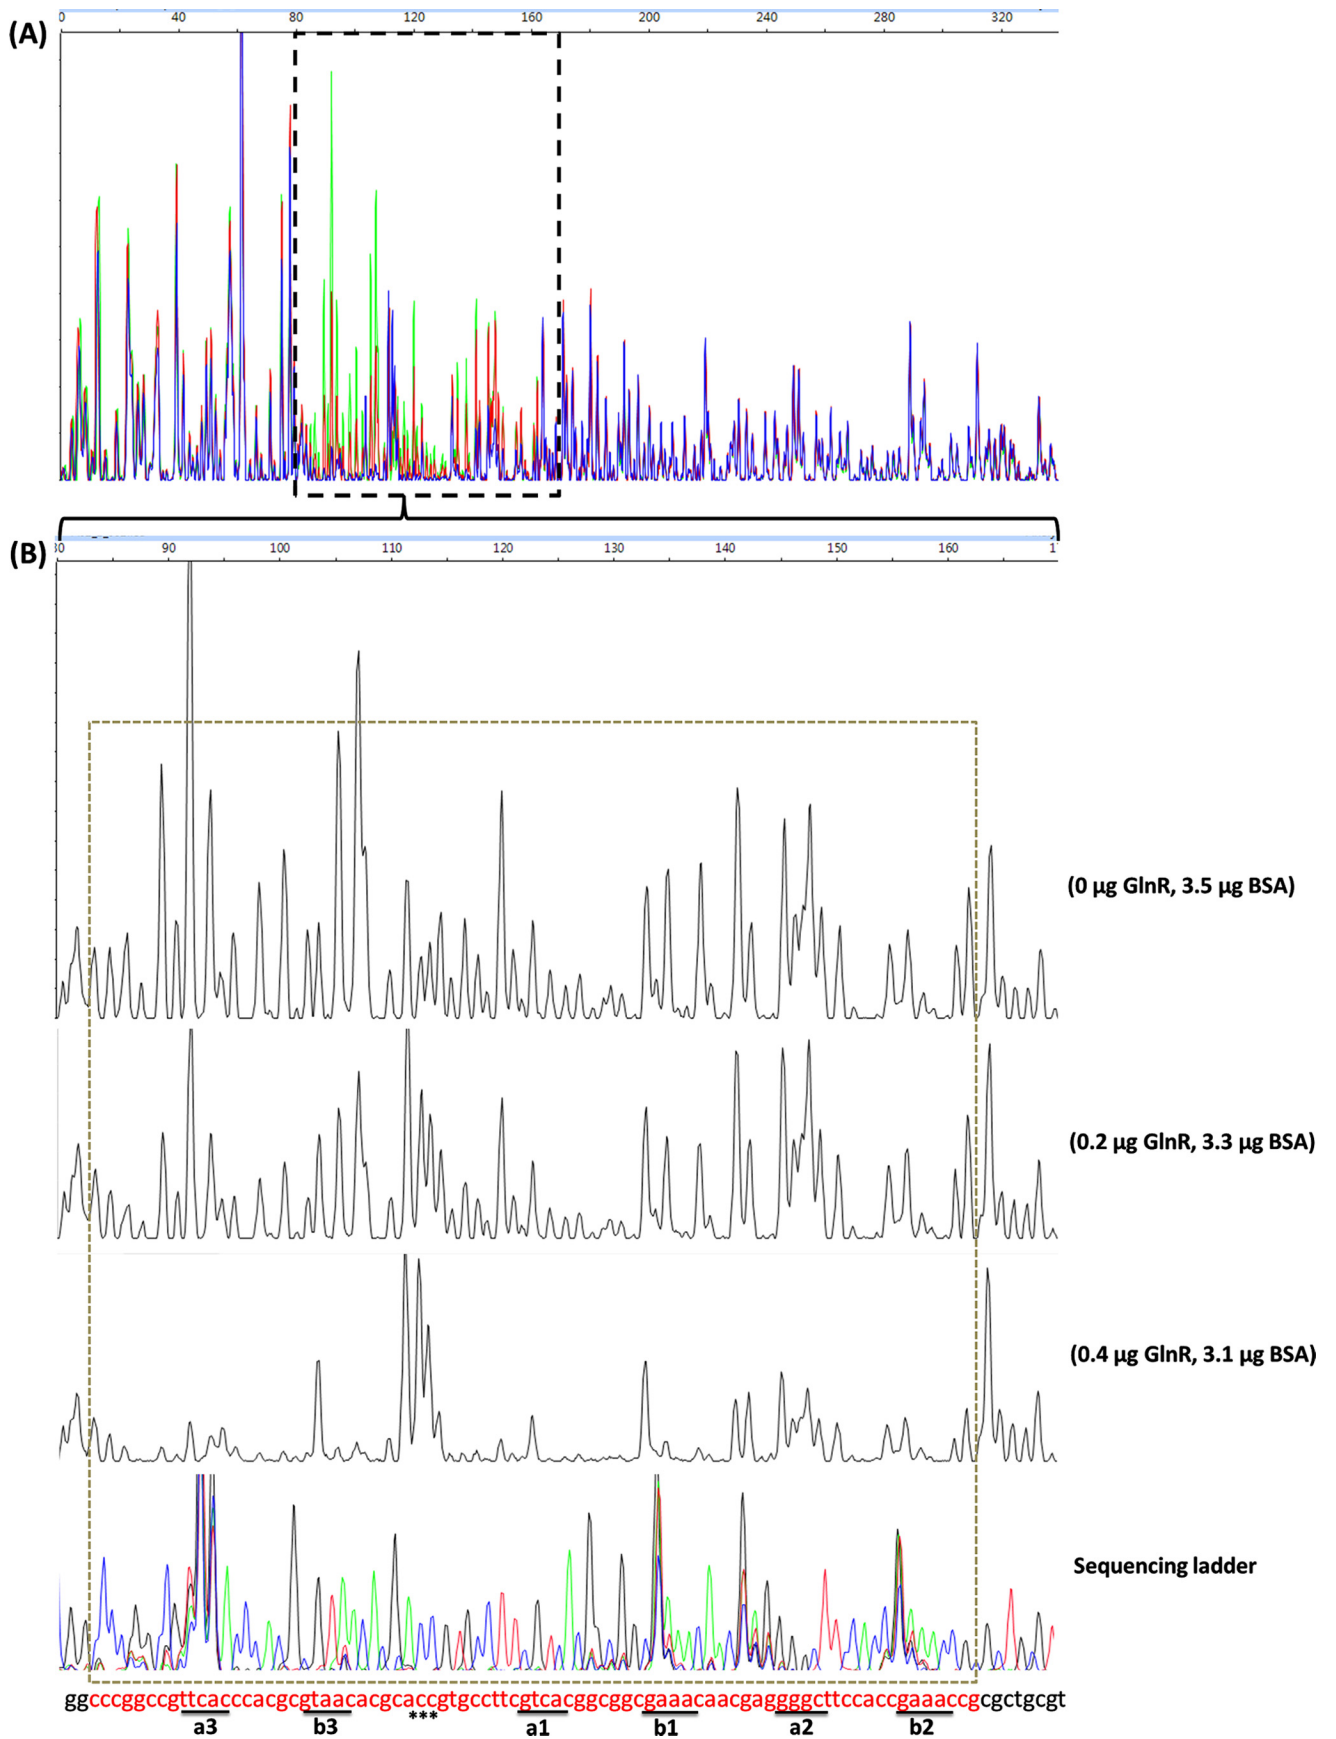 (A)
0 40 80 120 160 200 240 280 320
(B)
90 100 110 120 130 140 150 160
(0 µg GlnR, 3.5 µg BSA)
(0.2 µg GlnR, 3.3 µg BSA)
(0.4 µg GlnR, 3.1 µg BSA)
Sequencing ladder
ggcccggccgttcacccacgcgtaacacgcaccgtgccttcgtcacggcggcgaaacaacgaggggcttccaccgaaaccgcgctgcgt
a3 b3 *** a1 b1 a2 b2